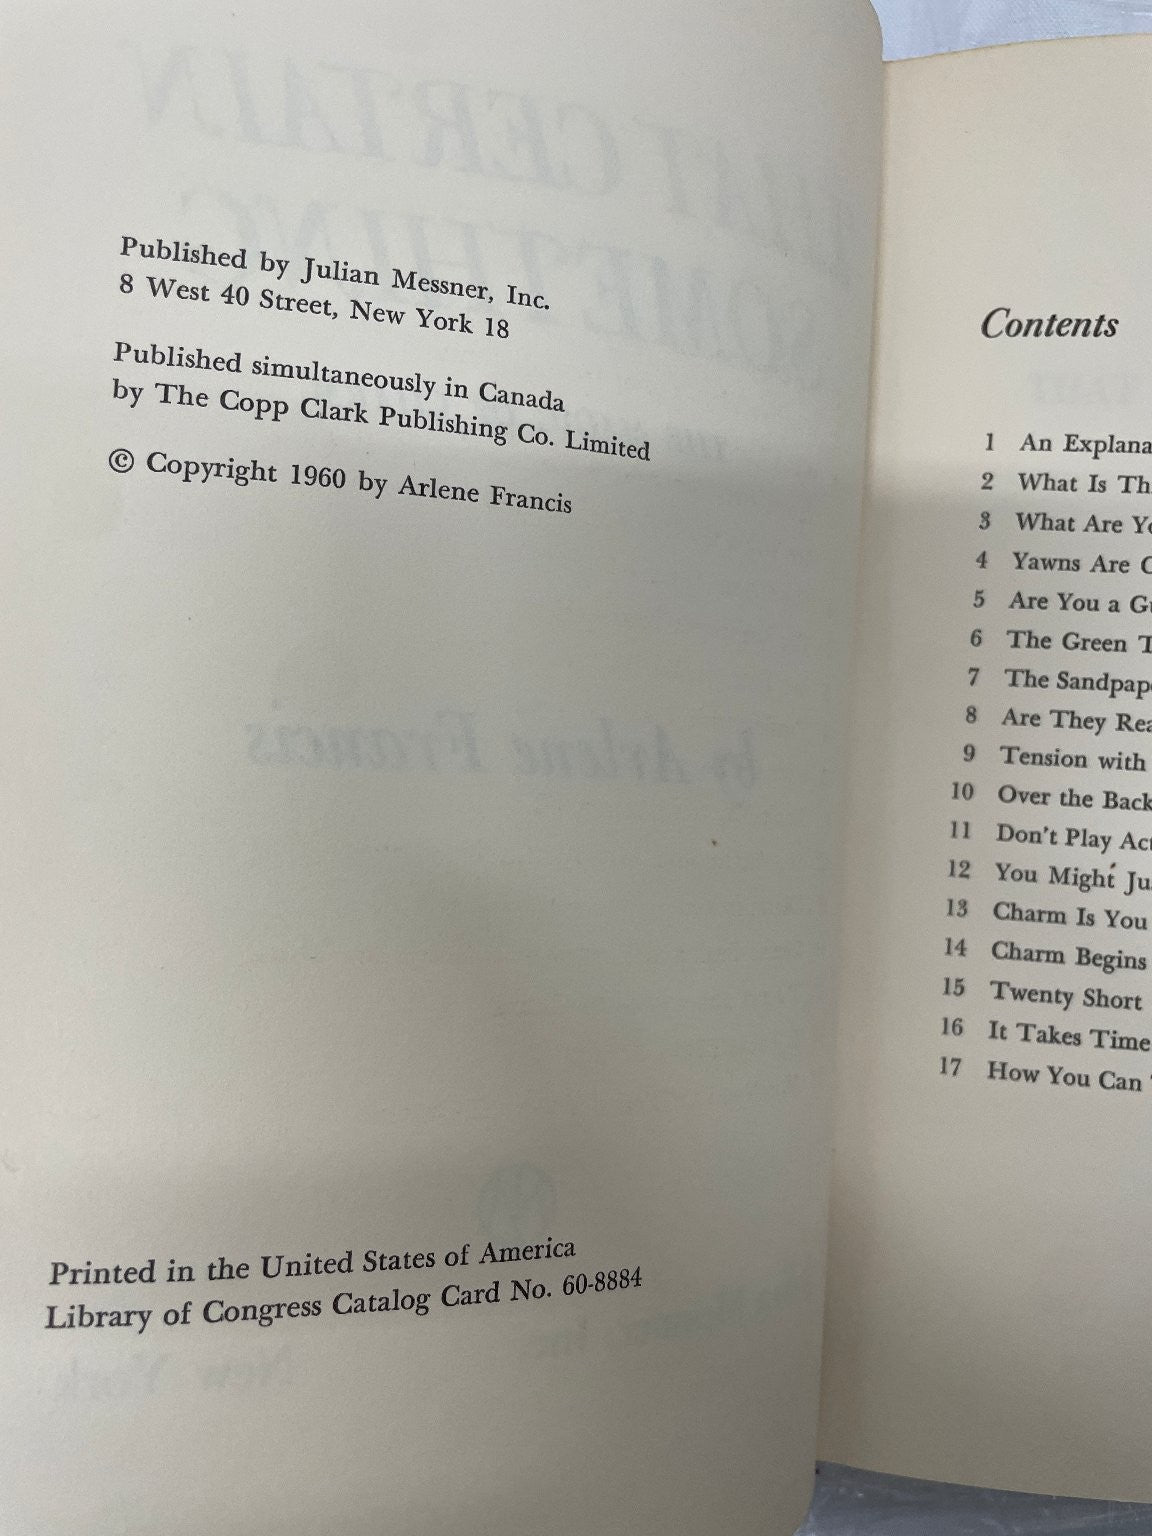 Published by Julian Messner, Inc.
8 West 40 Street, New York 18
Published simultaneously in Canada
by The Copp Clark Publishing Co. Limited
© Copyright 1960 by Arlene Francis
Printed in the United States of America
Library of Congress Catalog Card No. 60-8884
Contents
1 An Explana
2 What Is Th
3 What Are Yo
4 Yawns Are C
5 Are You a Gu
6 The Green T
7 The Sandpape
8 Are They Rea
9 Tension with
10 Over the Back
11 Don't Play Act
12 You Might Ju
13 Charm Is You
14 Charm Begins
15 Twenty Short
16 It Takes Time
17 How You Can